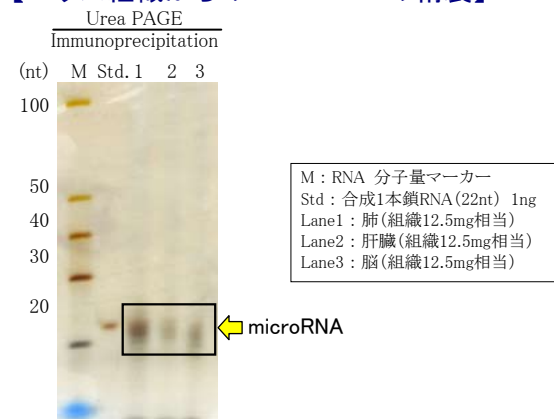 Urea PAGE
Immunoprecipitation
(nt) M Std. 1 2 3
100
50
40
30
20
microRNA
M：RNA 分子量マーカー
Std：合成1本鎖RNA(22nt) 1ng
Lane1：肺(組織12.5mg相当)
Lane2：肝臓(組織12.5mg相当)
Lane3：脳(組織12.5mg相当)